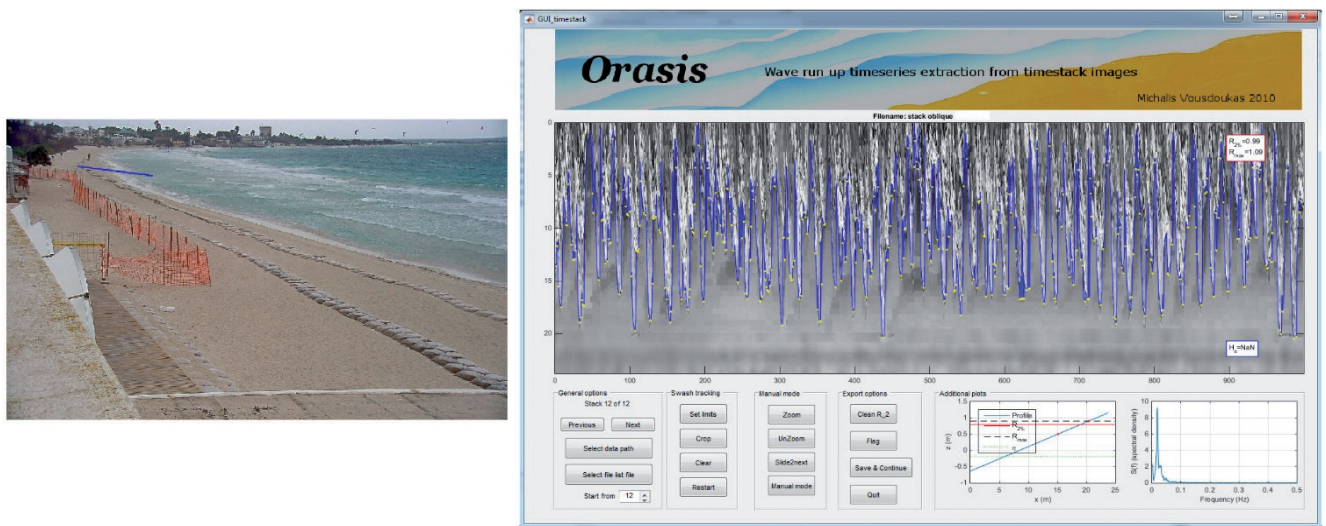 GUI_timestack
Orasis
Wave run up timeseries extraction from timestack images
Michalis Vousdoukas 2010
Filename: stack oblique
0
5
10
15
20
R2%=0.99
Rmax=1.09
Hs=NaN
0 100 200 300 400 500 600 700 800 900
General options
Stack 12 of 12
Previous Next
Select data path
Select file list file
Start from 12
Swash tracking
Set limits
Crop
Clear
Restart
Manual mode
Zoom
UnZoom
Slide2next
Manual mode
Export options
Clean R_2
Flag
Save & Continue
Quit
Additional plots
1.5
1
0.5
0
-0.5
-1
z (m)
Profile
R2%
Rmax
0 5 10 15 20 25
x (m)
10
8
6
4
2
0
S(f) (spectral density)
0 0.1 0.2 0.3 0.4 0.5
Frequency (Hz)